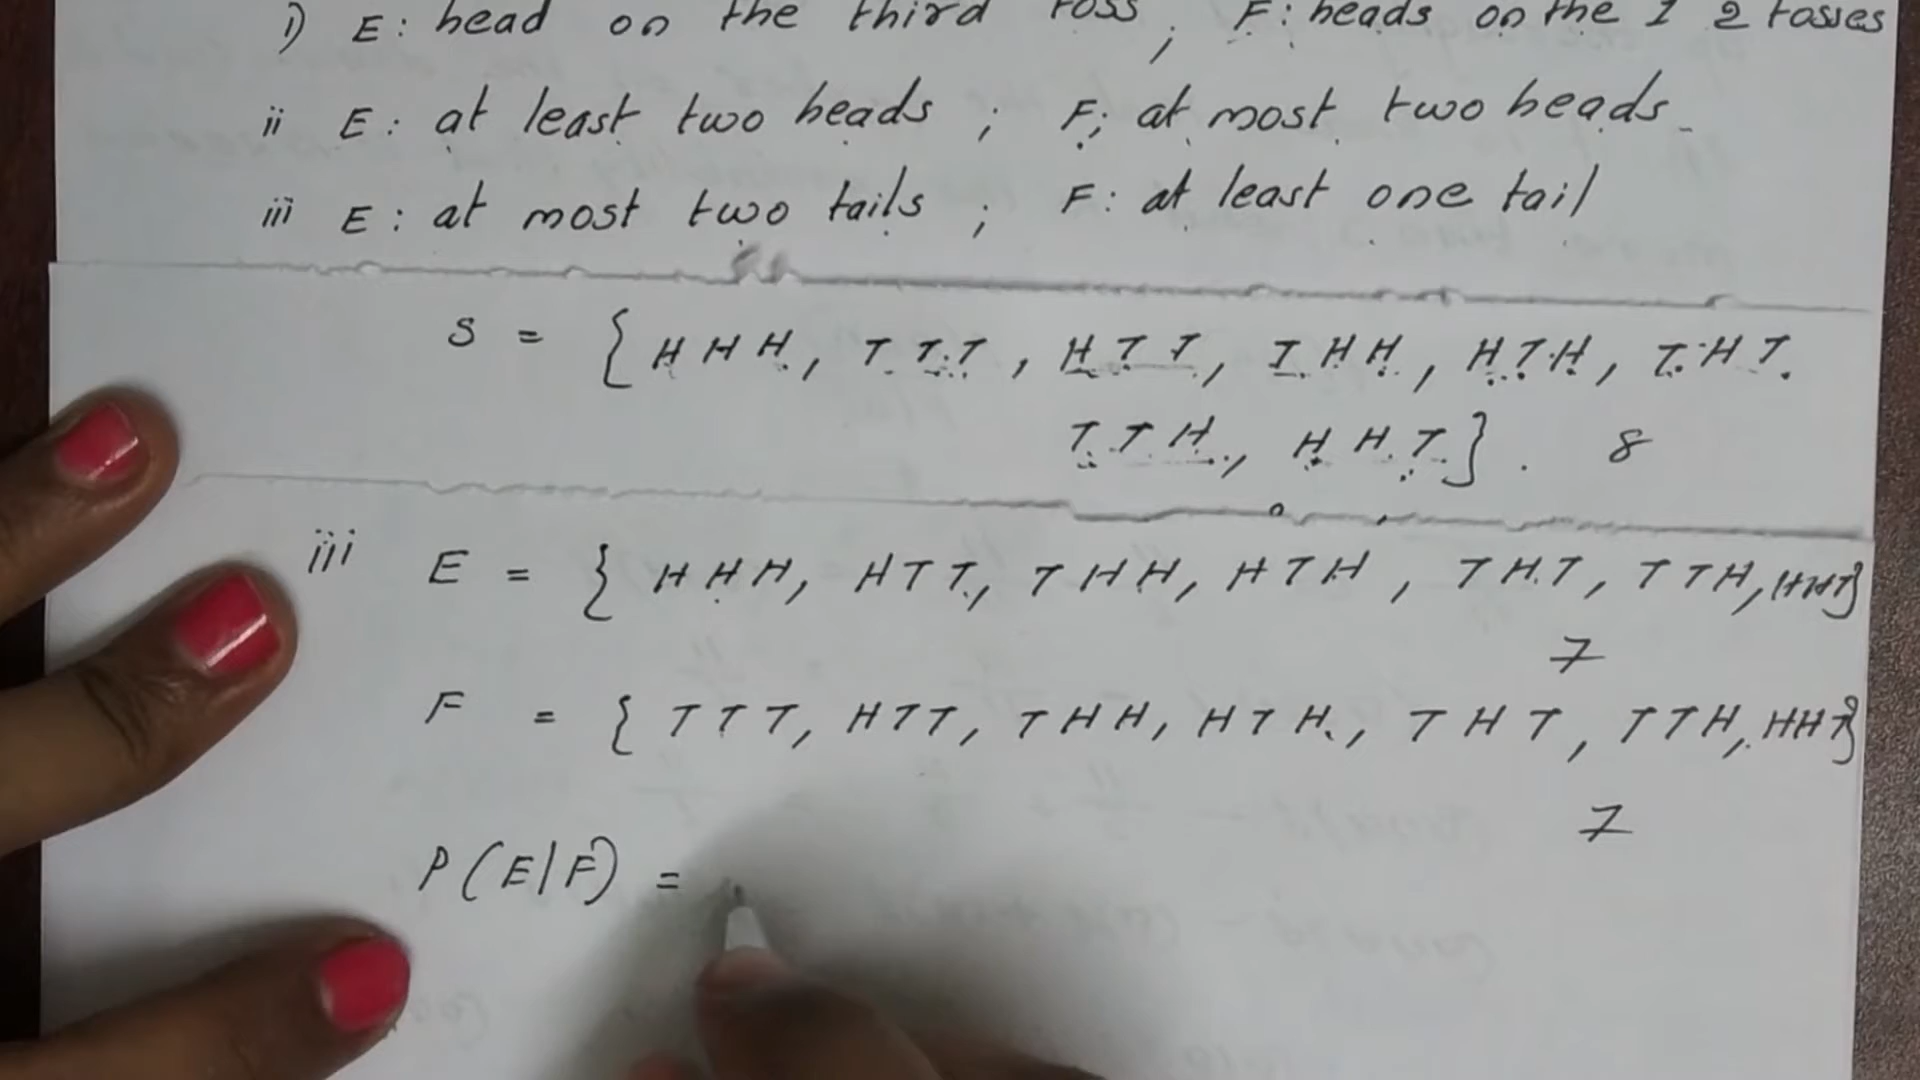 i) E: head on the third toss ; F: heads on the I 2 tosses
ii E: at least two heads ; F: at most two heads
iii E: at most two tails ; F: at least one tail
S = { HHH, TTT, HTT, THH, HTH, THT.
TTH, HHT} . 8
iii E = { HHH, HTT, THH, HTH, THT, TTH, HHT}
7
F = { TTT, HTT, THH, HTH, THT, TTH, HHT}
7
P(E|F) =